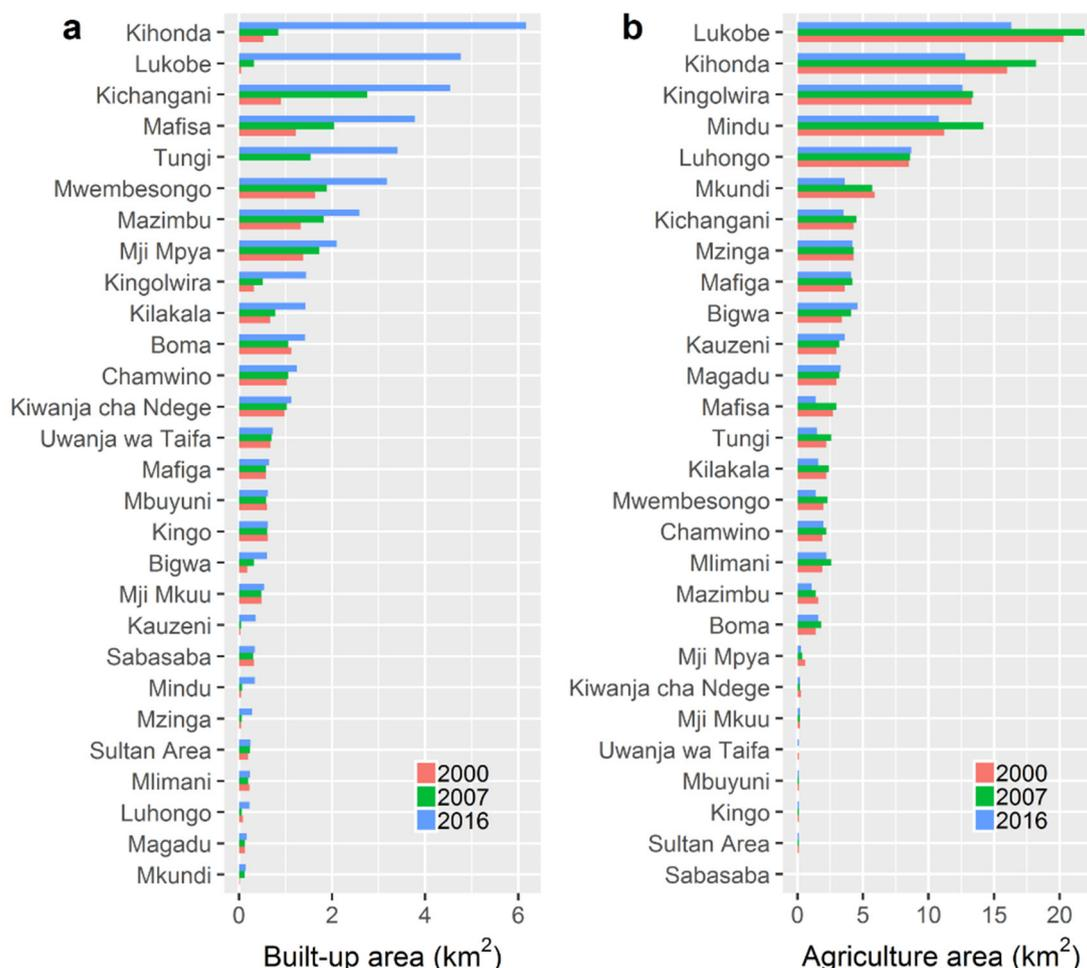 a
Kihonda
Lukobe
Kichangani
Mafisa
Tungi
Mwembesongo
Mazimbu
Mji Mpya
Kingolwira
Kilakala
Boma
Chamwino
Kiwanja cha Ndege
Uwanja wa Taifa
Mafiga
Mbuyuni
Kingo
Bigwa
Mji Mkuu
Kauzeni
Sabasaba
Mindu
Mzinga
Sultan Area
Mlimani
Luhongo
Magadu
Mkundi
2000
2007
2016
0 2 4 6
Built-up area (km²)
b
Lukobe
Kihonda
Kingolwira
Mindu
Luhongo
Mkundi
Kichangani
Mzinga
Mafiga
Bigwa
Kauzeni
Magadu
Mafisa
Tungi
Kilakala
Mwembesongo
Chamwino
Mlimani
Mazimbu
Boma
Mji Mpya
Kiwanja cha Ndege
Mji Mkuu
Uwanja wa Taifa
Mbuyuni
Kingo
Sultan Area
Sabasaba
2000
2007
2016
0 5 10 15 20
Agriculture area (km²)